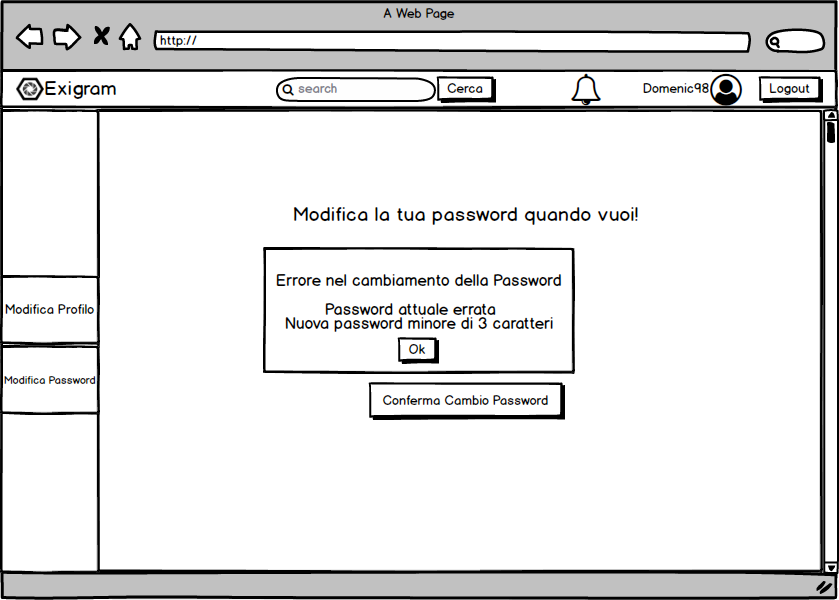 A Web Page
http://
Exigram
search
Cerca
Domenic98
Logout
Modifica la tua password quando vuoi!
Errore nel cambiamento della Password
Password attuale errata
Nuova password minore di 3 caratteri
Ok
Conferma Cambio Password
Modifica Profilo
Modifica Password